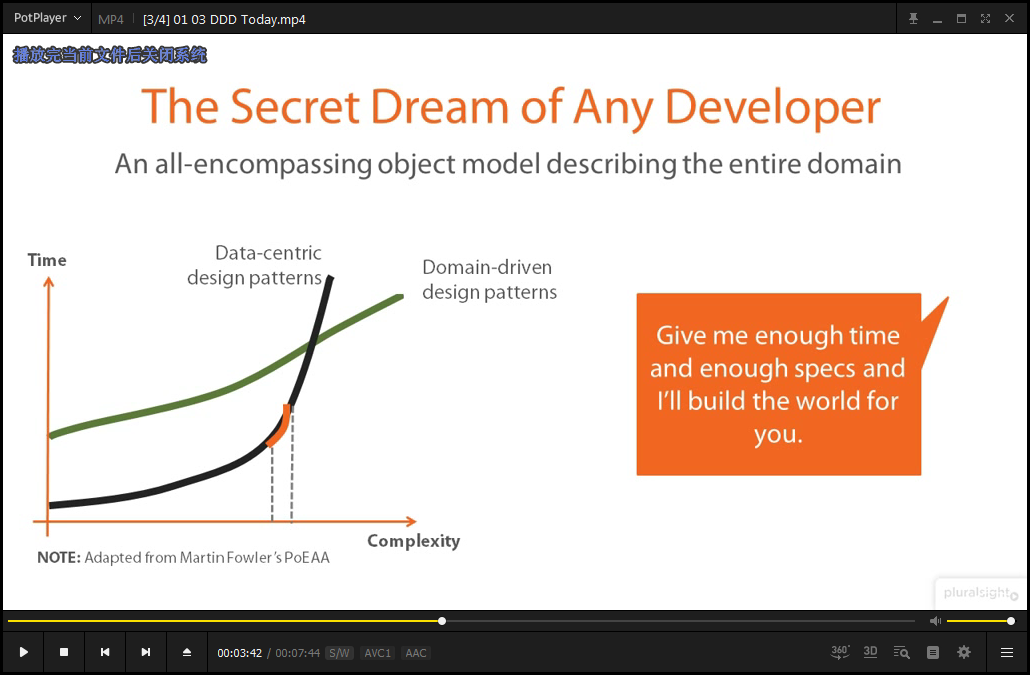 PotPlayer MP4 [3/4] 01 03 DDD Today.mp4
播放完当前文件后关闭系统
The Secret Dream of Any Developer
An all-encompassing object model describing the entire domain
Time
Data-centric
design patterns
Domain-driven
design patterns
Give me enough time
and enough specs and
I'll build the world for
you.
Complexity
NOTE: Adapted from Martin Fowler's PoEAA
pluralsight
00:03:42 / 00:07:44 S/W AVC1 AAC 360° 3D